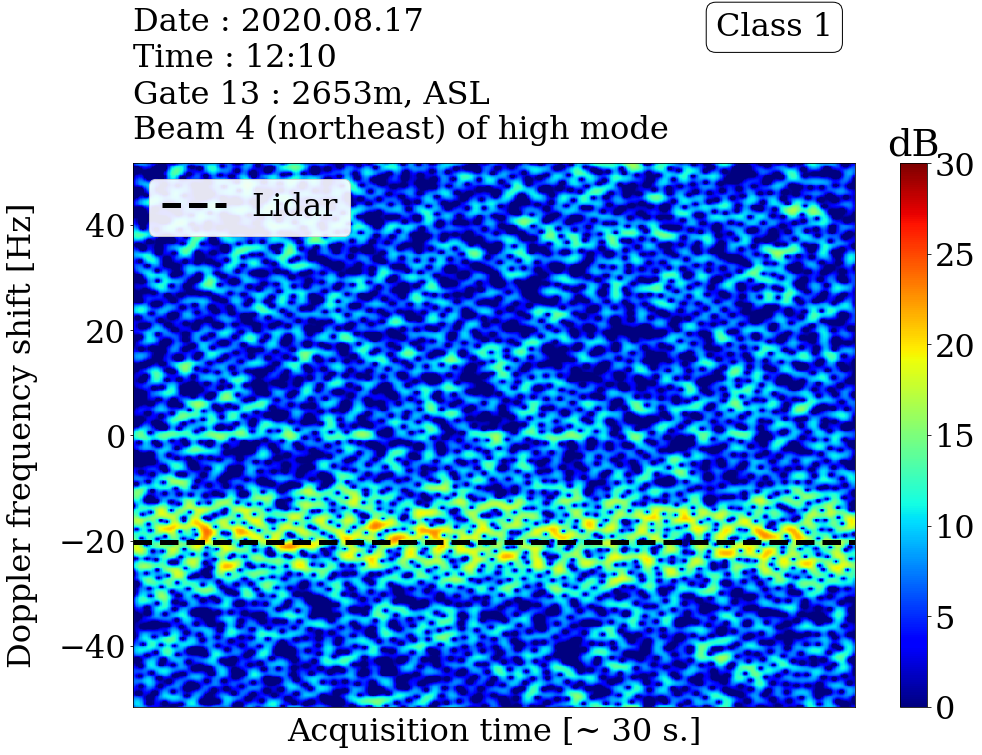 Date : 2020.08.17
Time : 12:10
Gate 13 : 2653m, ASL
Beam 4 (northeast) of high mode
Class 1
dB
Lidar
Doppler frequency shift [Hz]
40
20
0
−20
−40
Acquisition time [~ 30 s.]
30
25
20
15
10
5
0